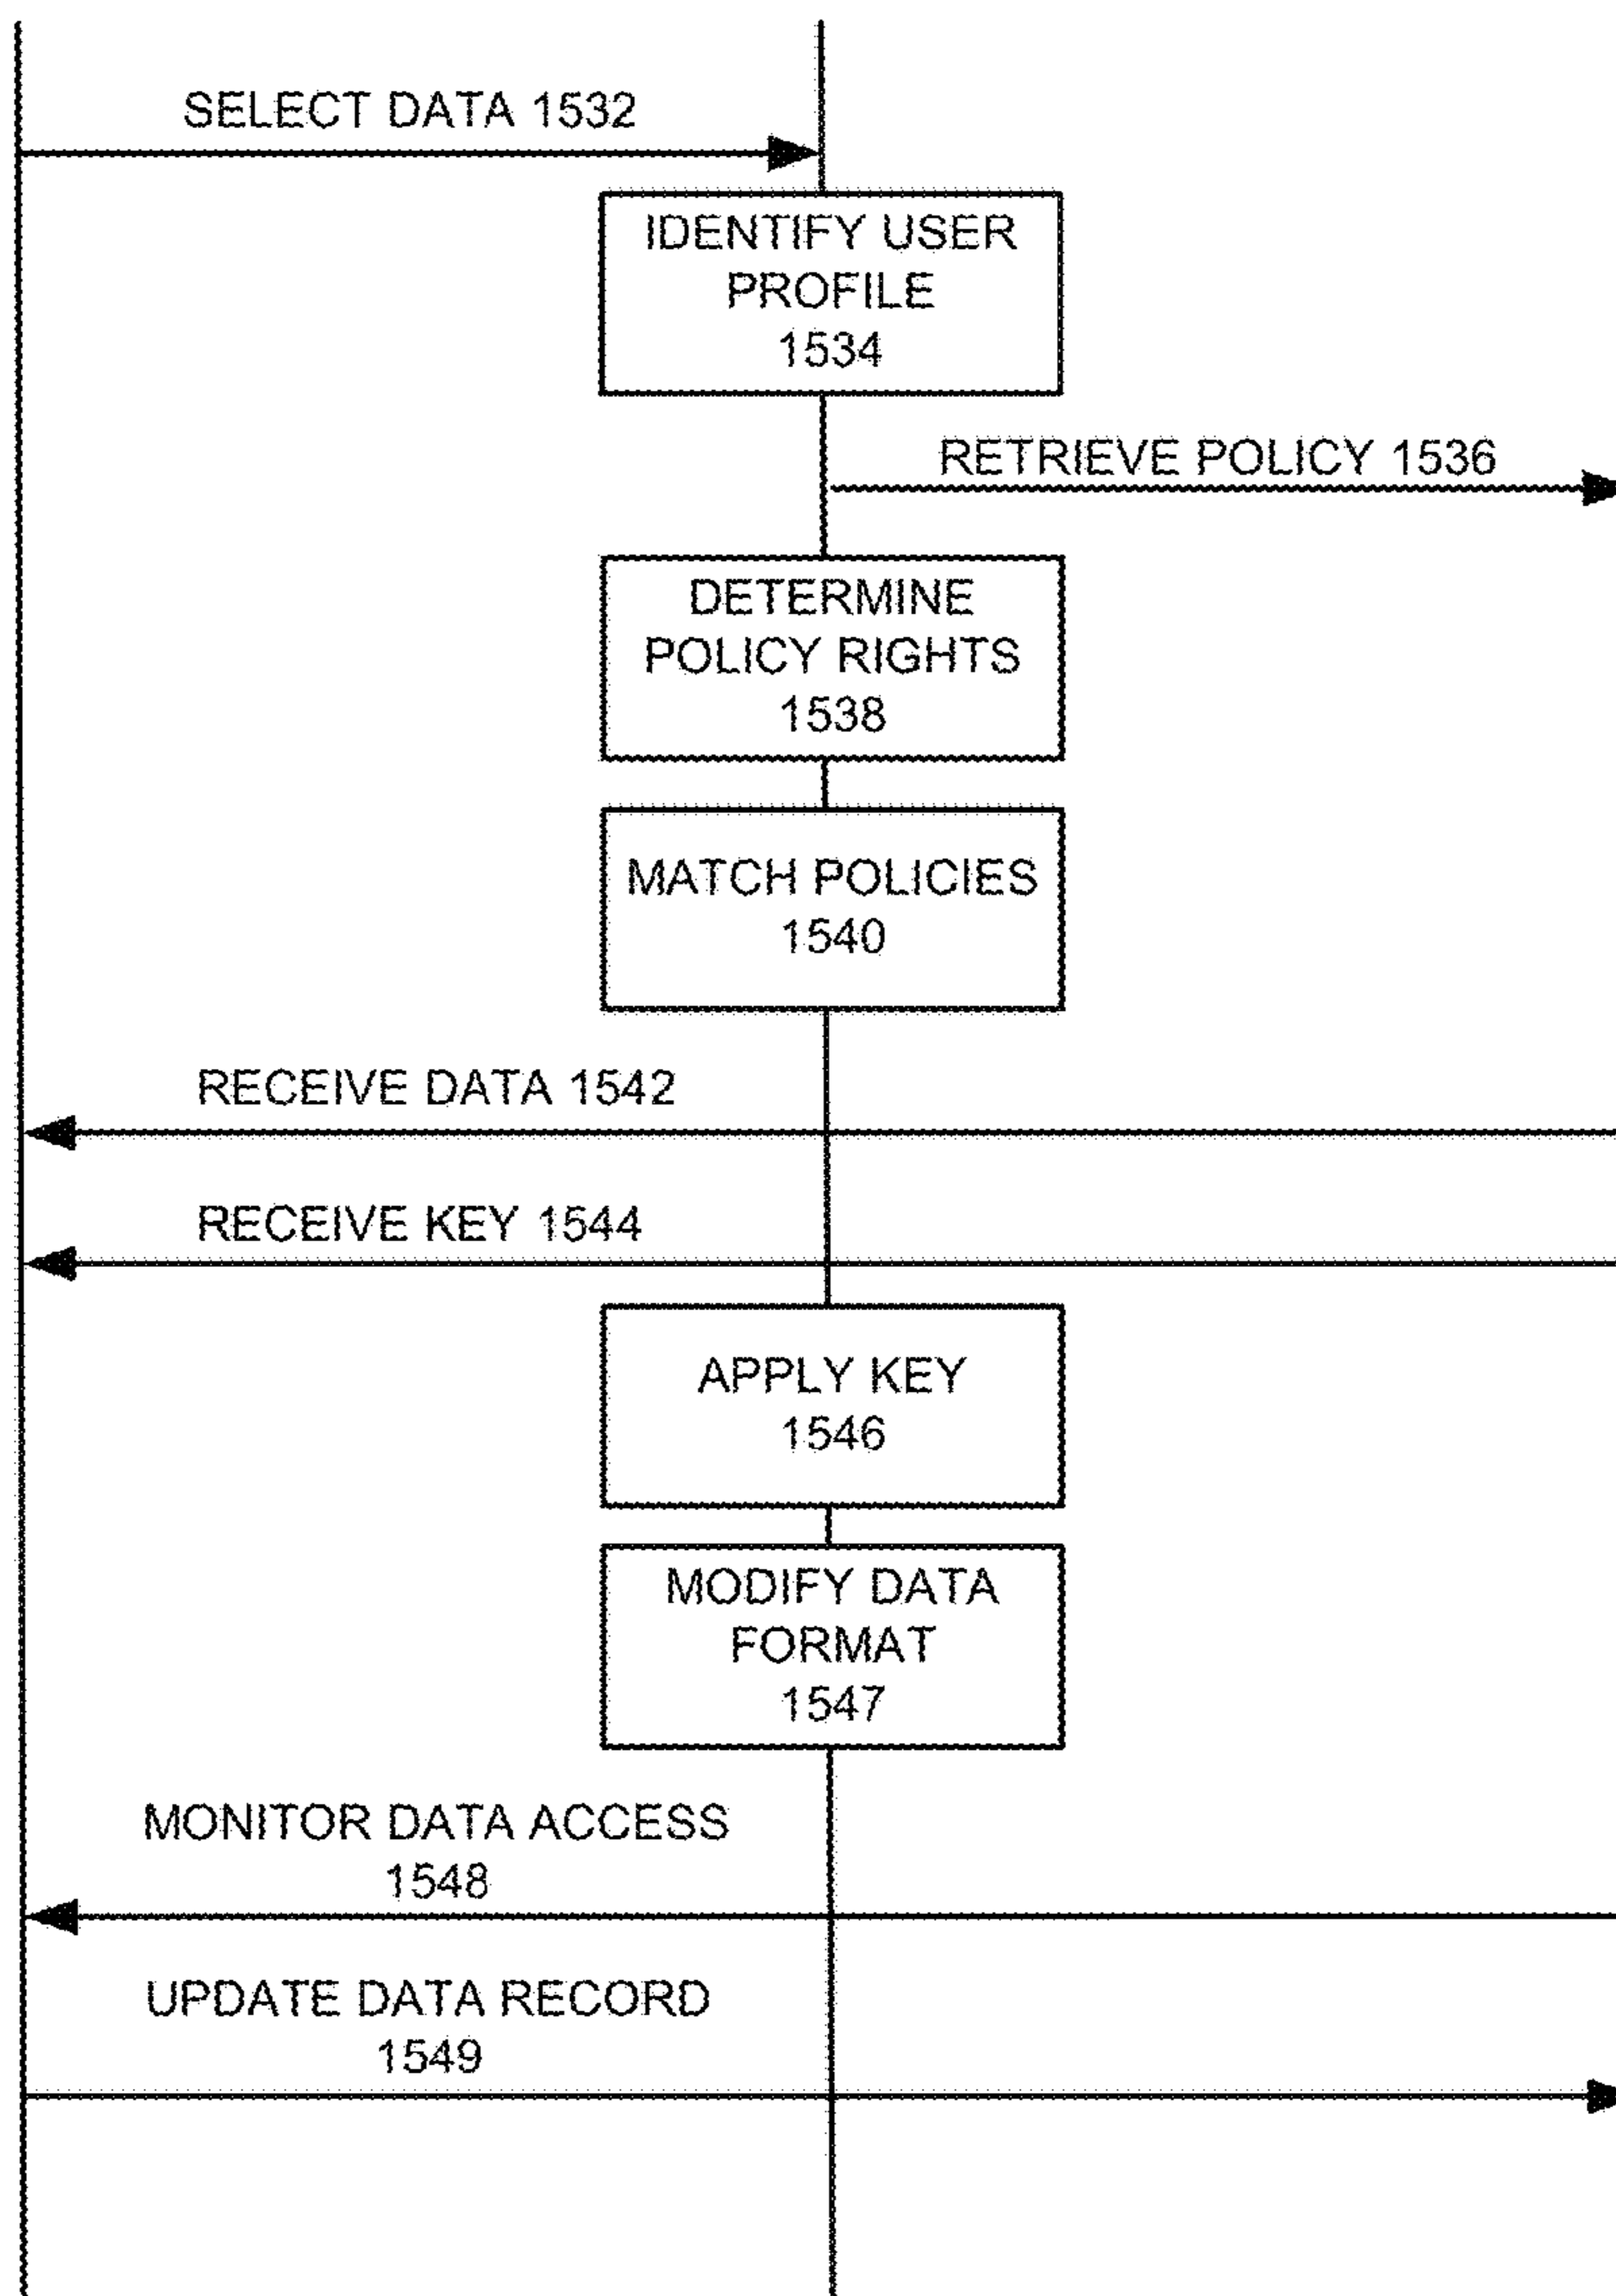 SELECT DATA 1532
IDENTIFY USER
PROFILE
1534
RETRIEVE POLICY 1536
DETERMINE
POLICY RIGHTS
1538
MATCH POLICIES
1540
RECEIVE DATA 1542
RECEIVE KEY 1544
APPLY KEY
1546
MODIFY DATA
FORMAT
1547
MONITOR DATA ACCESS
1548
UPDATE DATA RECORD
1549